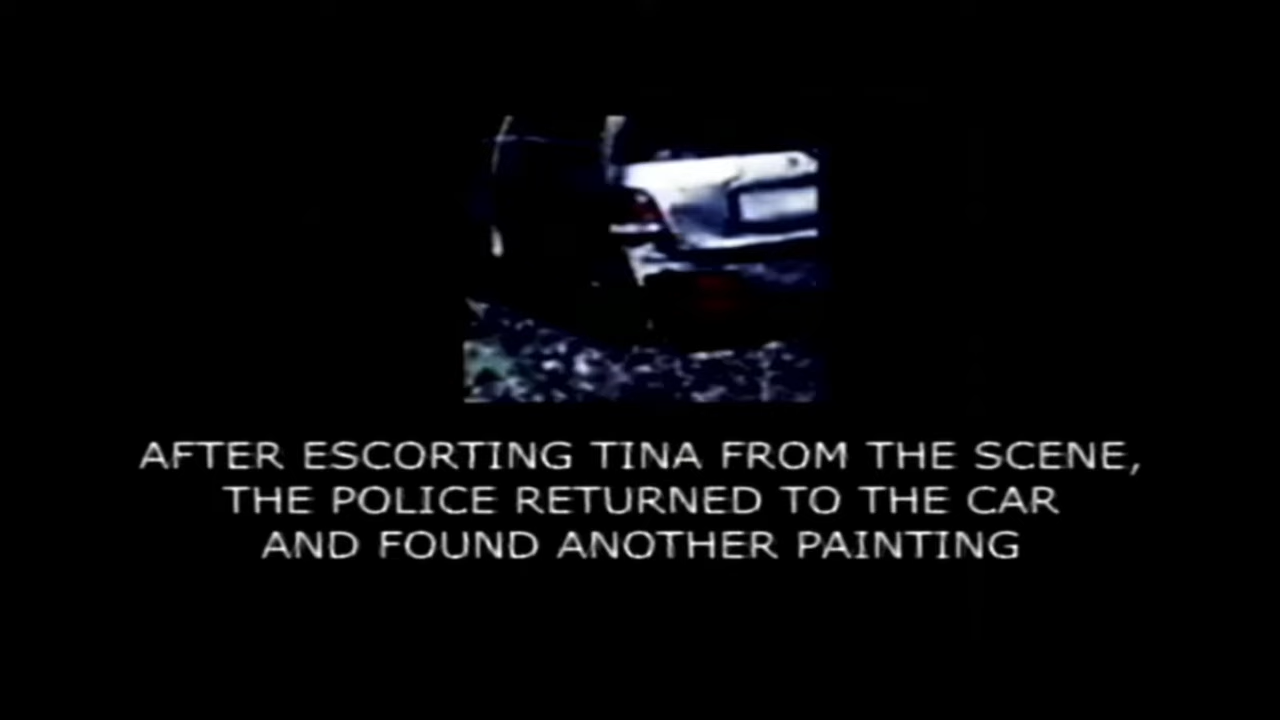 AFTER ESCORTING TINA FROM THE SCENE,
THE POLICE RETURNED TO THE CAR
AND FOUND ANOTHER PAINTING